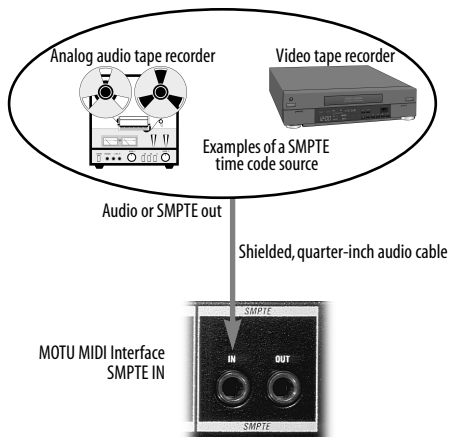 Analog audio tape recorder
Video tape recorder
Examples of a SMPTE
time code source
Audio or SMPTE out
Shielded, quarter-inch audio cable
MOTU MIDI Interface
SMPTE IN
SMPTE
IN
OUT
SMPTE